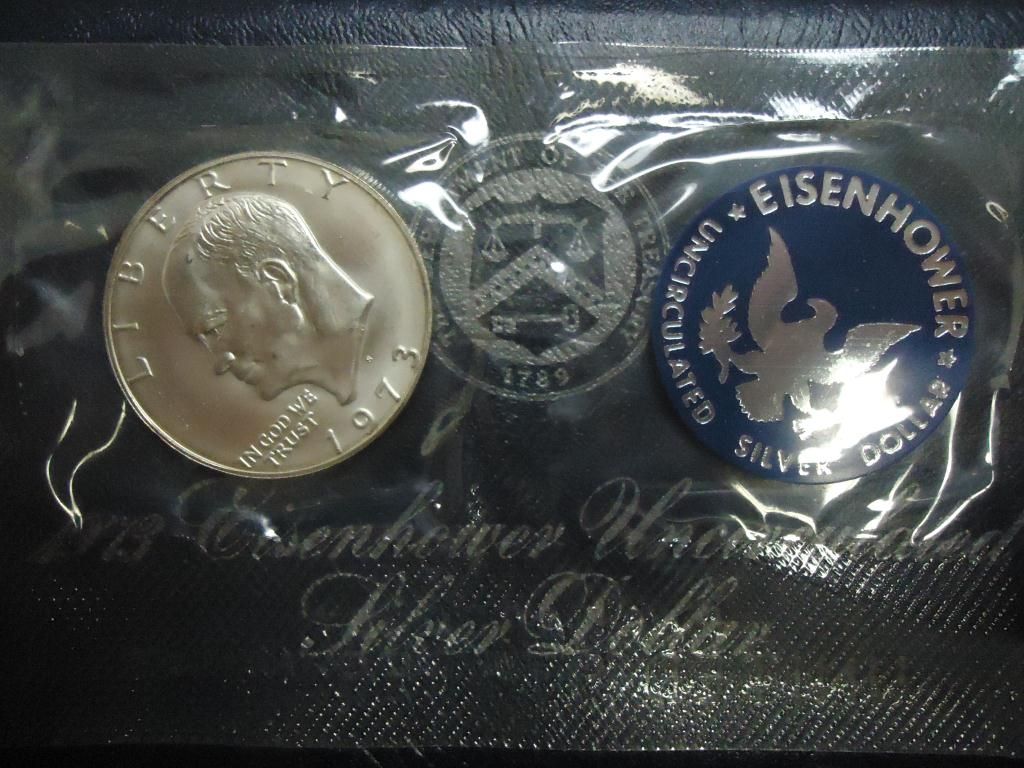 LIBERTY
IN GOD WE
TRUST
1973
1789
EISENHOWER
UNCIRCULATED
SILVER DOLLAR
1973 Eisenhower Uncirculated
Silver Dollar